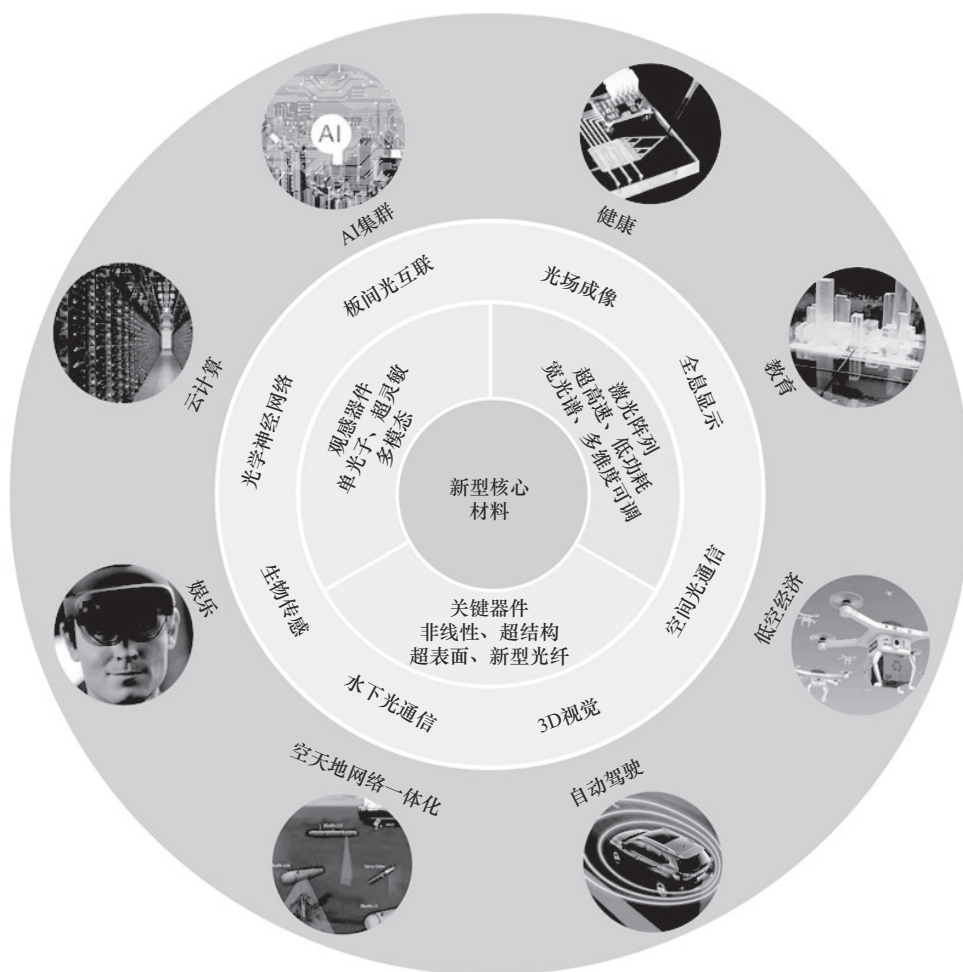 AI
AI集群
健康
云计算
教育
娱乐
低空经济
空天地网络一体化
自动驾驶
板间光互联
光场成像
光学神经网络
全息显示
生物传感
空间光通信
水下光通信
3D视觉
观感器件
单光子、超灵敏
多模态
激光阵列
超高速、低功耗
宽光谱、多维度可调
新型核心
材料
关键器件
非线性、超结构
超表面、新型光纤